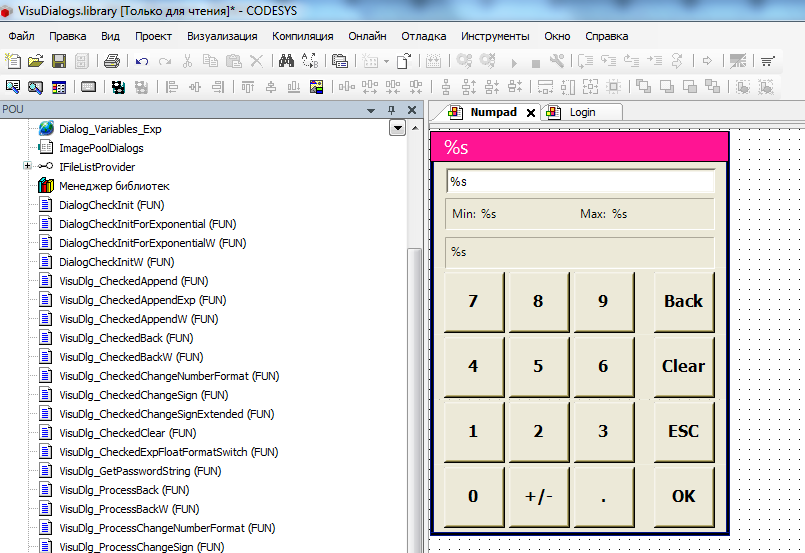 VisuDialogs.library [Только для чтения]* - CODESYS
Файл Правка Вид Проект Визуализация Компиляция Онлайн Отладка Инструменты Окно Справка
POU
Numpad
Login
Dialog_Variables_Exp
ImagePoolDialogs
IFileListProvider
Менеджер библиотек
DialogCheckInit (FUN)
DialogCheckInitForExponential (FUN)
DialogCheckInitForExponentialW (FUN)
DialogCheckInitW (FUN)
VisuDlg_CheckedAppend (FUN)
VisuDlg_CheckedAppendExp (FUN)
VisuDlg_CheckedAppendW (FUN)
VisuDlg_CheckedBack (FUN)
VisuDlg_CheckedBackW (FUN)
VisuDlg_CheckedChangeNumberFormat (FUN)
VisuDlg_CheckedChangeSign (FUN)
VisuDlg_CheckedChangeSignExtended (FUN)
VisuDlg_CheckedClear (FUN)
VisuDlg_CheckedExpFloatFormatSwitch (FUN)
VisuDlg_GetPasswordString (FUN)
VisuDlg_ProcessBack (FUN)
VisuDlg_ProcessBackW (FUN)
VisuDlg_ProcessChangeNumberFormat (FUN)
VisuDlg_ProcessChangeSign (FUN)
%s
%s
Min: %s Max: %s
%s
7 8 9 Back
4 5 6 Clear
1 2 3 ESC
0 +/- . OK